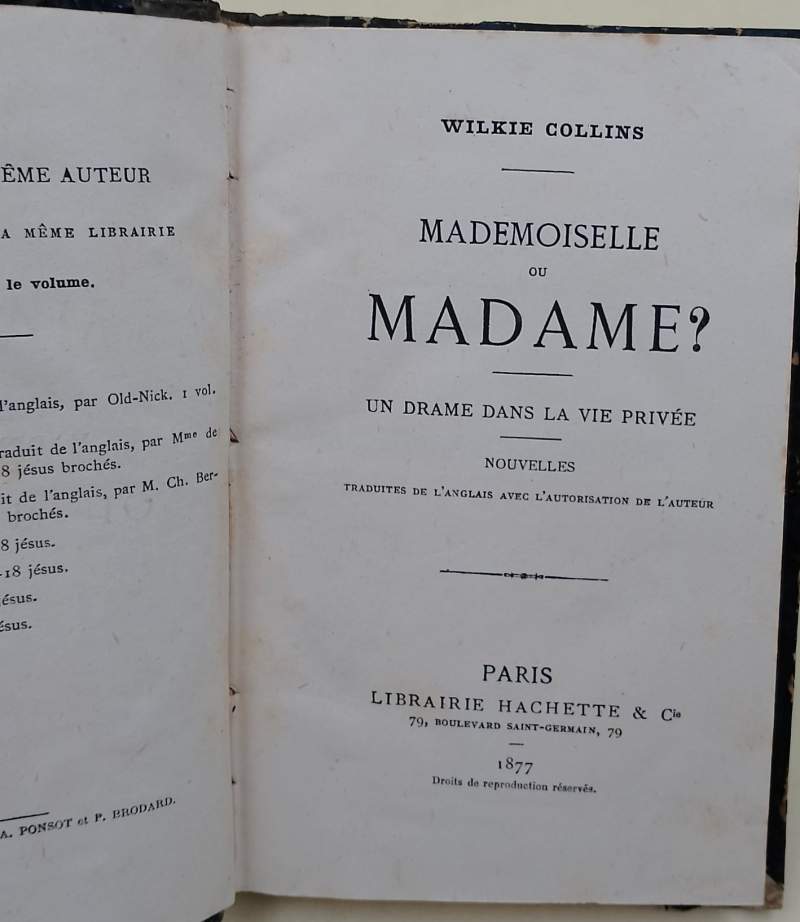 ÊME AUTEUR
A MÊME LIBRAIRIE
le volume.
l'anglais, par Old-Nick. 1 vol.
raduit de l'anglais, par Mme de
8 jésus brochés.
it de l'anglais, par M. Ch. Ber-
brochés.
8 jésus.
-18 jésus.
jésus.
ésus.
A. PONSOT et P. BRODARD.
WILKIE COLLINS
MADEMOISELLE
OU
MADAME?
UN DRAME DANS LA VIE PRIVÉE
NOUVELLES
TRADUITES DE L'ANGLAIS AVEC L'AUTORISATION DE L'AUTEUR
PARIS
LIBRAIRIE HACHETTE & Cie
79, BOULEVARD SAINT-GERMAIN, 79
1877
Droits de reproduction réservés.